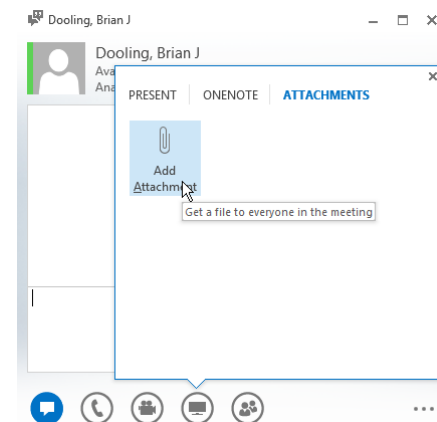 Dooling, Brian J
Dooling, Brian J
Ava
Ana
PRESENT ONENOTE ATTACHMENTS
Add
Attachment
Get a file to everyone in the meeting